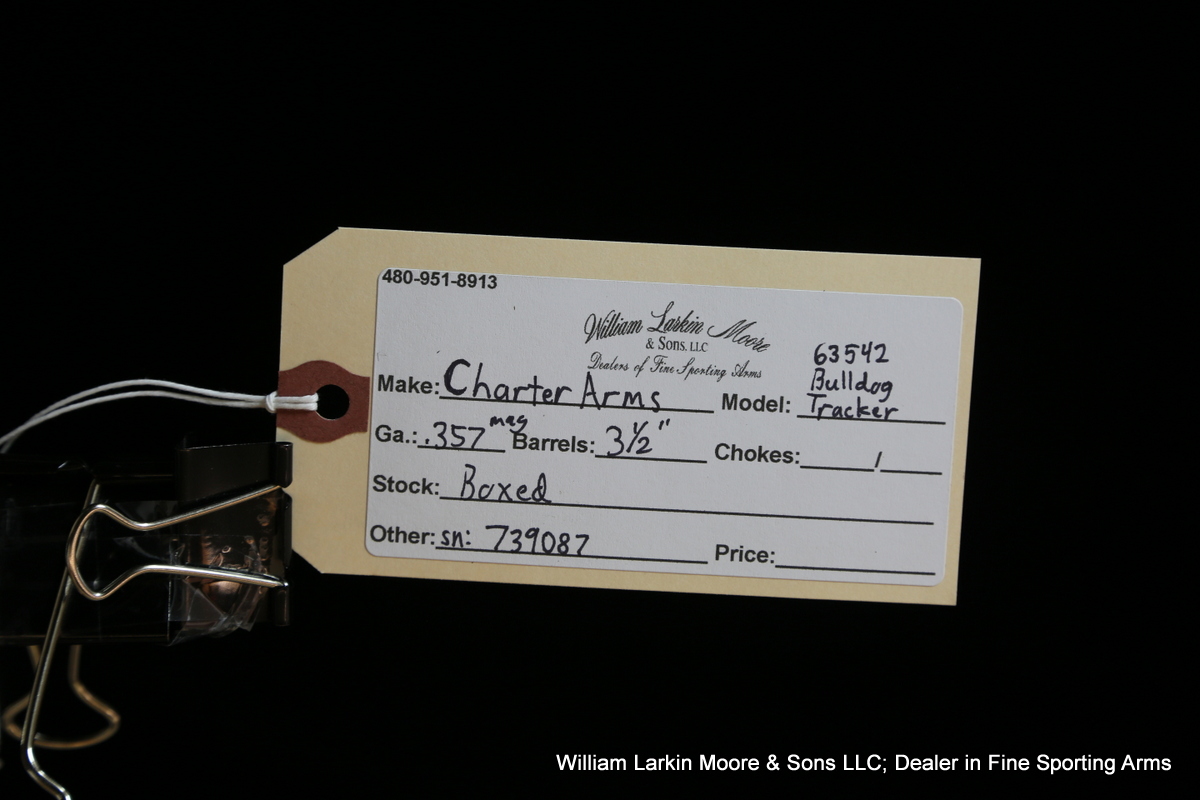 480-951-8913
William Larkin Moore
& SONS, LLC
Dealers of Fine Sporting Arms
Make: Charter Arms Model: 63542 Bulldog Tracker
Ga.: .357 mag Barrels: 3½" Chokes: /
Stock: Boxed
Other: sn: 739087 Price:
William Larkin Moore & Sons LLC; Dealer in Fine Sporting Arms